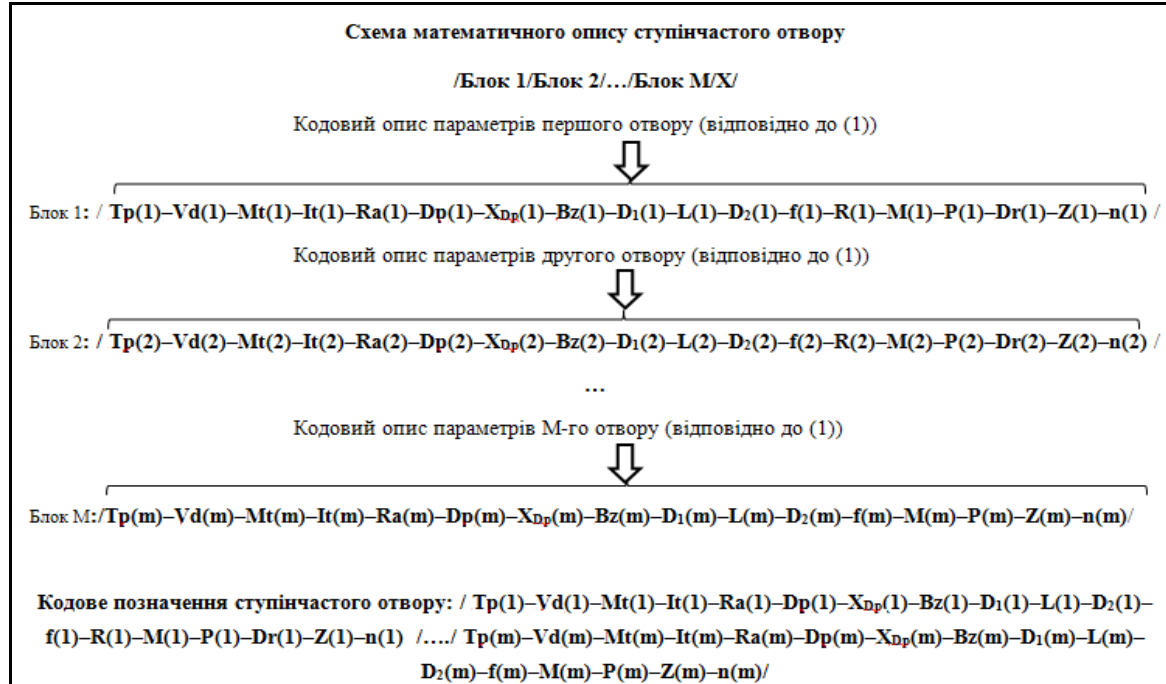 Схема математичного опису ступінчастого отвору
/Блок 1/Блок 2/…/Блок М/Х/
Кодовий опис параметрів першого отвору (відповідно до (1))
Блок 1: / Tp(1)–Vd(1)–Mt(1)–It(1)–Ra(1)–Dp(1)–X_Dp(1)–Bz(1)–D₁(1)–L(1)–D₂(1)–f(1)–R(1)–M(1)–P(1)–Dr(1)–Z(1)–n(1) /
Кодовий опис параметрів другого отвору (відповідно до (1))
Блок 2: / Tp(2)–Vd(2)–Mt(2)–It(2)–Ra(2)–Dp(2)–X_Dp(2)–Bz(2)–D₁(2)–L(2)–D₂(2)–f(2)–R(2)–M(2)–P(2)–Dr(2)–Z(2)–n(2) /
…
Кодовий опис параметрів М-го отвору (відповідно до (1))
Блок М:/Tp(m)–Vd(m)–Mt(m)–It(m)–Ra(m)–Dp(m)–X_Dp(m)–Bz(m)–D₁(m)–L(m)–D₂(m)–f(m)–M(m)–P(m)–Z(m)–n(m)/
Кодове позначення ступінчастого отвору: / Tp(1)–Vd(1)–Mt(1)–It(1)–Ra(1)–Dp(1)–X_Dp(1)–Bz(1)–D₁(1)–L(1)–D₂(1)–
f(1)–R(1)–M(1)–P(1)–Dr(1)–Z(1)–n(1) /…./ Tp(m)–Vd(m)–Mt(m)–It(m)–Ra(m)–Dp(m)–X_Dp(m)–Bz(m)–D₁(m)–L(m)–
D₂(m)–f(m)–M(m)–P(m)–Z(m)–n(m)/